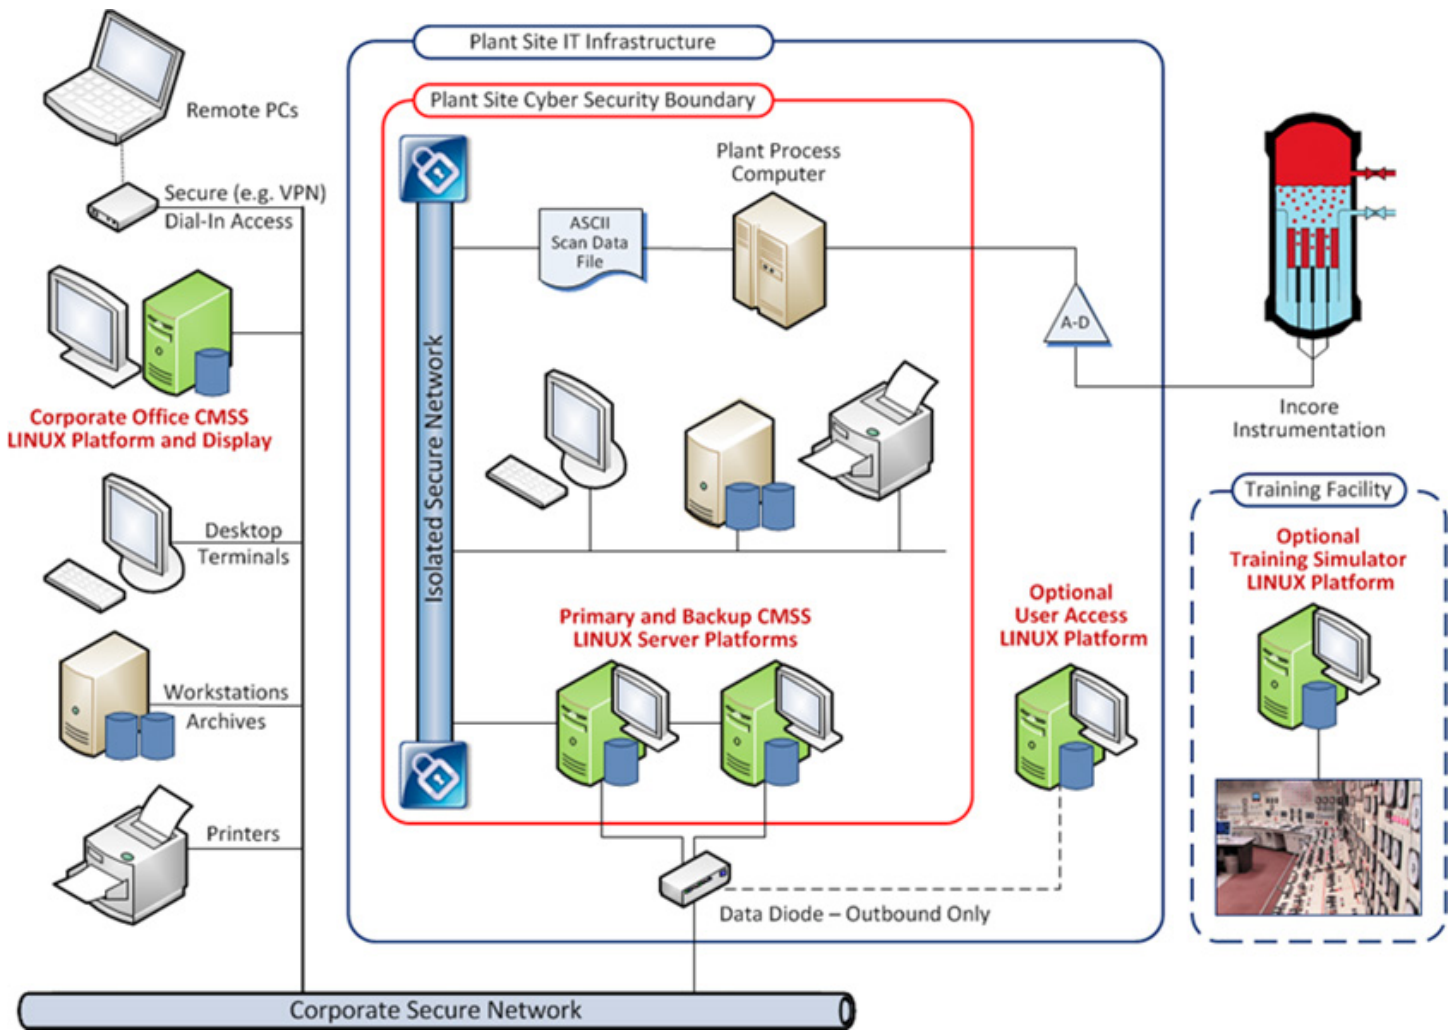 Plant Site IT Infrastructure
Plant Site Cyber Security Boundary
Remote PCs
Secure (e.g. VPN)
Dial-In Access
Corporate Office CMSS
LINUX Platform and Display
Desktop
Terminals
Workstations
Archives
Printers
Isolated Secure Network
ASCII
Scan Data
File
Plant Process
Computer
A-D
Incore
Instrumentation
Primary and Backup CMSS
LINUX Server Platforms
Optional
User Access
LINUX Platform
Training Facility
Optional
Training Simulator
LINUX Platform
Data Diode – Outbound Only
Corporate Secure Network